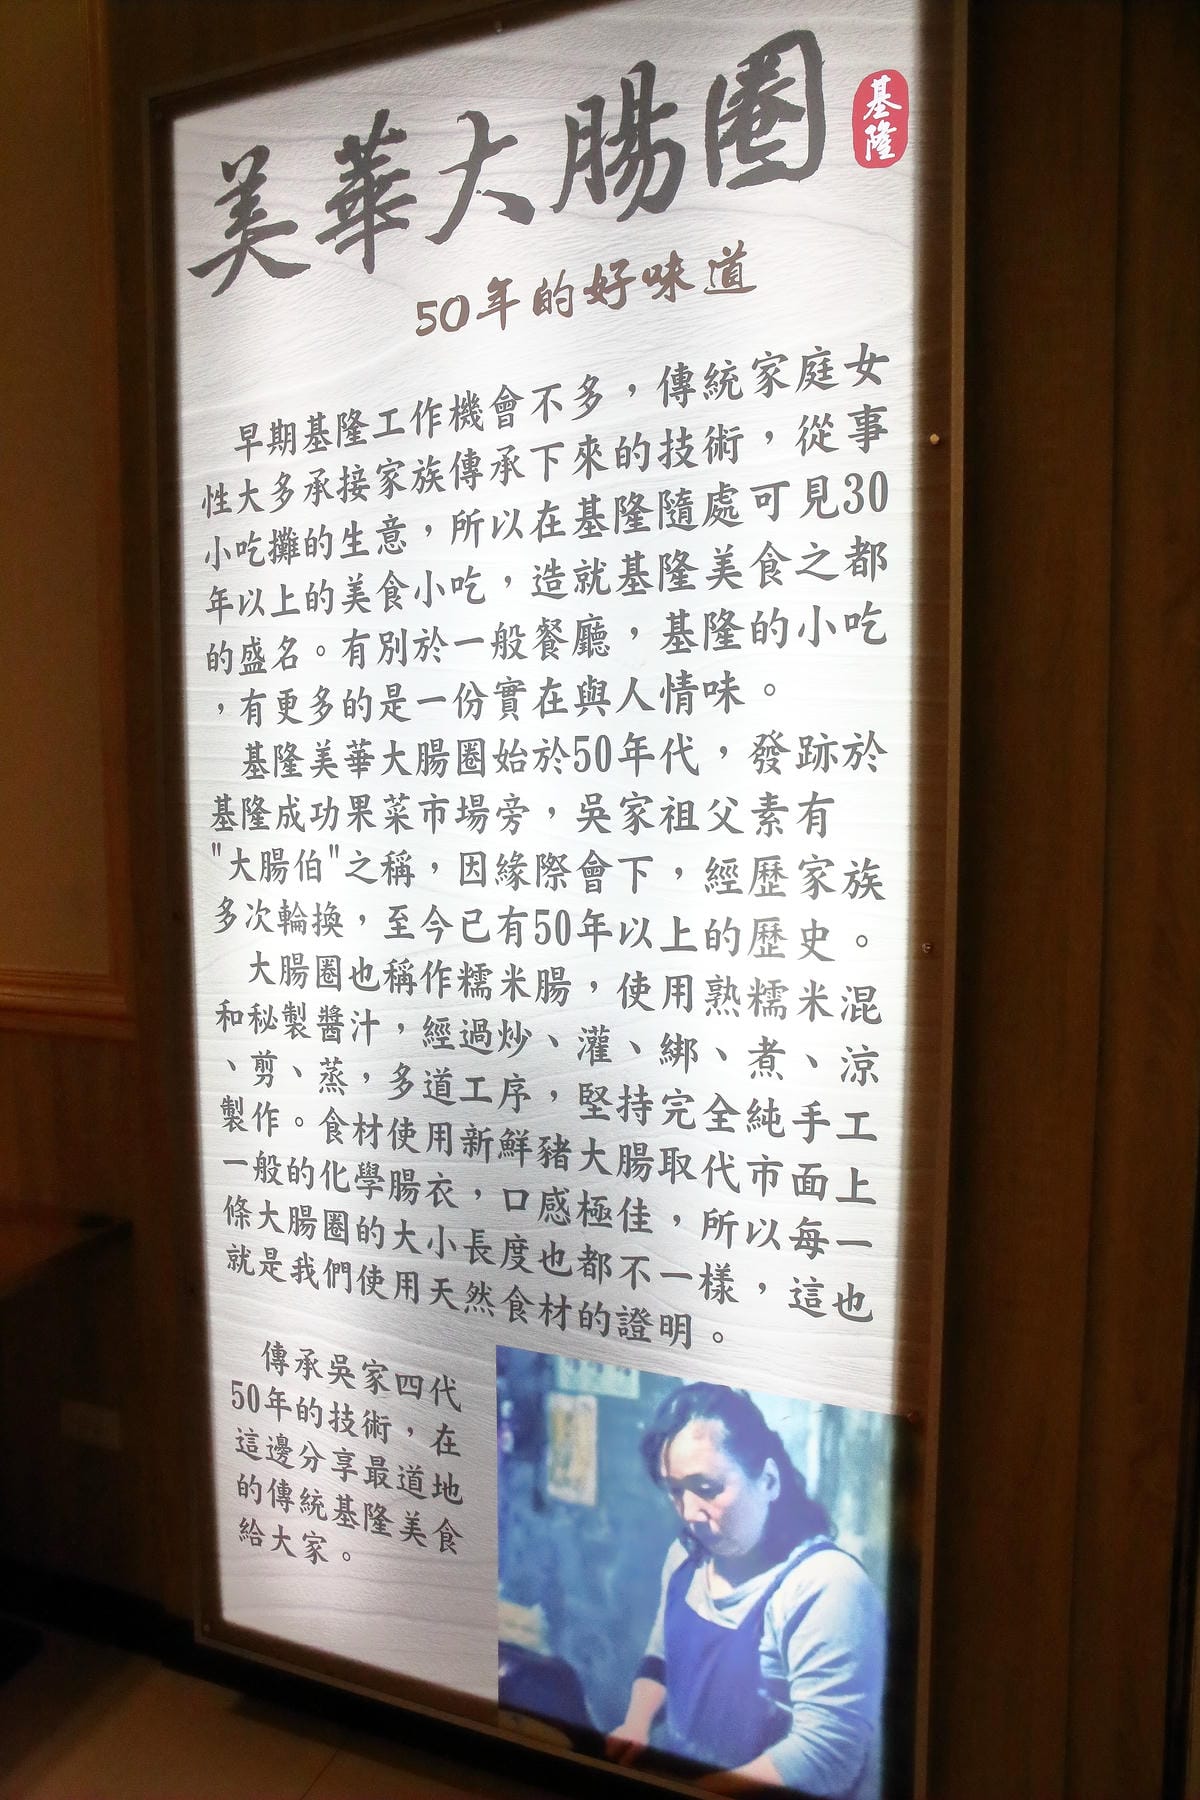 美華大腸圈
基隆
50年的好味道
早期基隆工作機會不多，傳統家庭女
性大多承接家族傳承下來的技術，從事
小吃攤的生意，所以在基隆隨處可見30
年以上的美食小吃，造就基隆美食之都
的盛名。有別於一般餐廳，基隆的小吃
，有更多的是一份實在與人情味。
基隆美華大腸圈始於50年代，發跡於
基隆成功果菜市場旁，吳家祖父素有
"大腸伯"之稱，因緣際會下，經歷家族
多次輪換，至今已有50年以上的歷史。
大腸圈也稱作糯米腸，使用熟糯米混
和秘製醬汁，經過炒、灌、綁、煮、涼
、剪、蒸，多道工序，堅持完全純手工
製作。食材使用新鮮豬大腸取代市面上
一般的化學腸衣，口感極佳，所以每一
條大腸圈的大小長度也都不一樣，這也
就是我們使用天然食材的證明。
傳承吳家四代
50年的技術，在
這邊分享最道地
的傳統基隆美食
給大家。